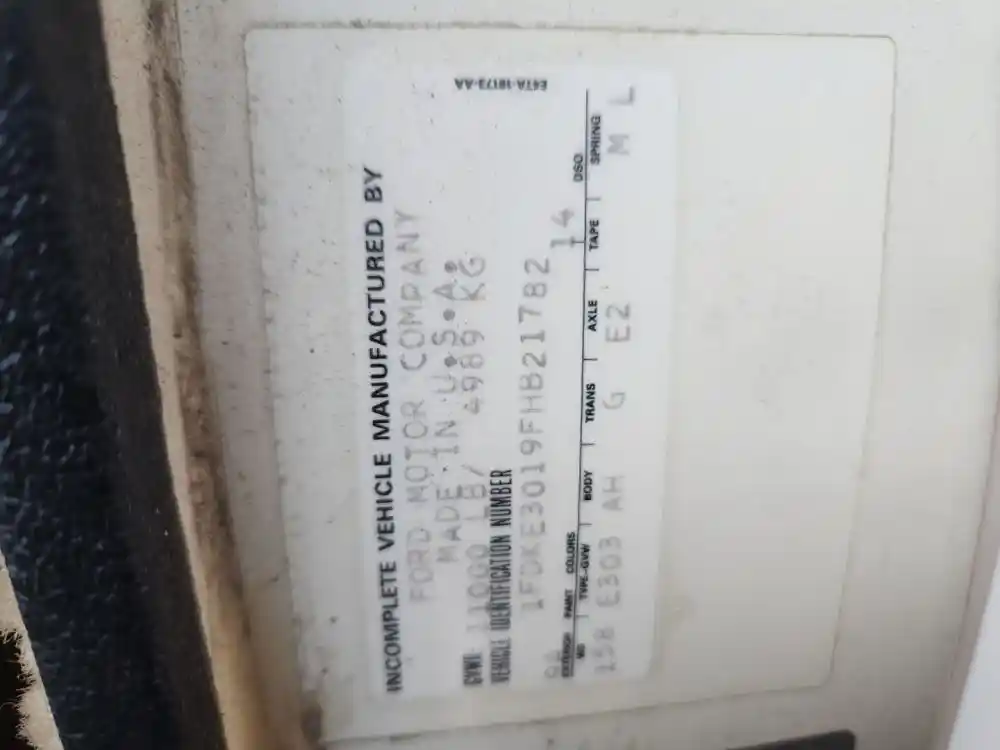 INCOMPLETE VEHICLE MANUFACTURED BY
FORD MOTOR COMPANY
MADE IN U.S.A.
GVWR 11000 LB/ 4989 KG
VEHICLE IDENTIFICATION NUMBER
1FDKE3019FHB21782
14
EXTERIOR PAINT COLORS DSO
WB TYPE-GVW BODY TRANS AXLE TAPE SPRING
158 E303 AH G E2 M L
E4TA-18173-AA